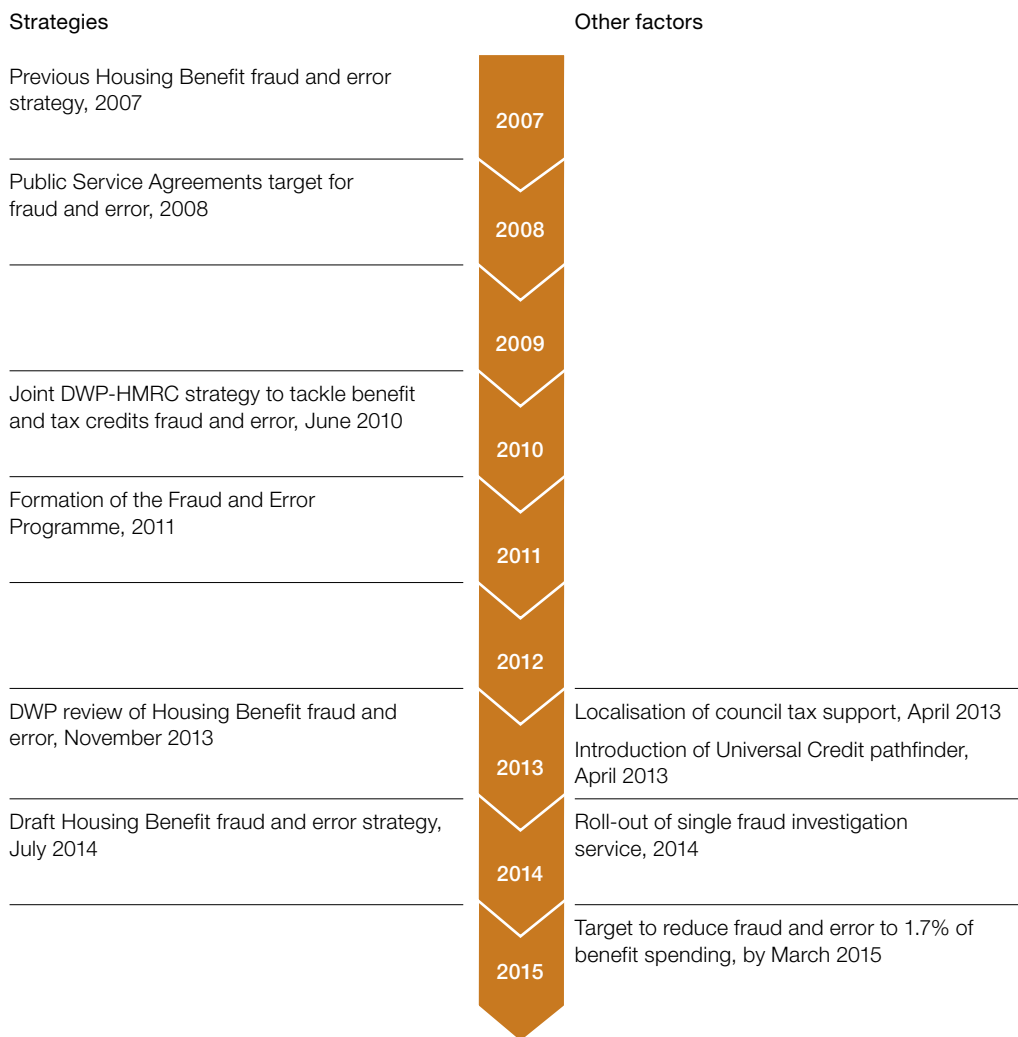 Strategies
Other factors
Previous Housing Benefit fraud and error
strategy, 2007
2007
Public Service Agreements target for
fraud and error, 2008
2008
2009
Joint DWP-HMRC strategy to tackle benefit
and tax credits fraud and error, June 2010
2010
Formation of the Fraud and Error
Programme, 2011
2011
2012
DWP review of Housing Benefit fraud and
error, November 2013
2013
Localisation of council tax support, April 2013
Introduction of Universal Credit pathfinder,
April 2013
Draft Housing Benefit fraud and error strategy,
July 2014
2014
Roll-out of single fraud investigation
service, 2014
2015
Target to reduce fraud and error to 1.7% of
benefit spending, by March 2015